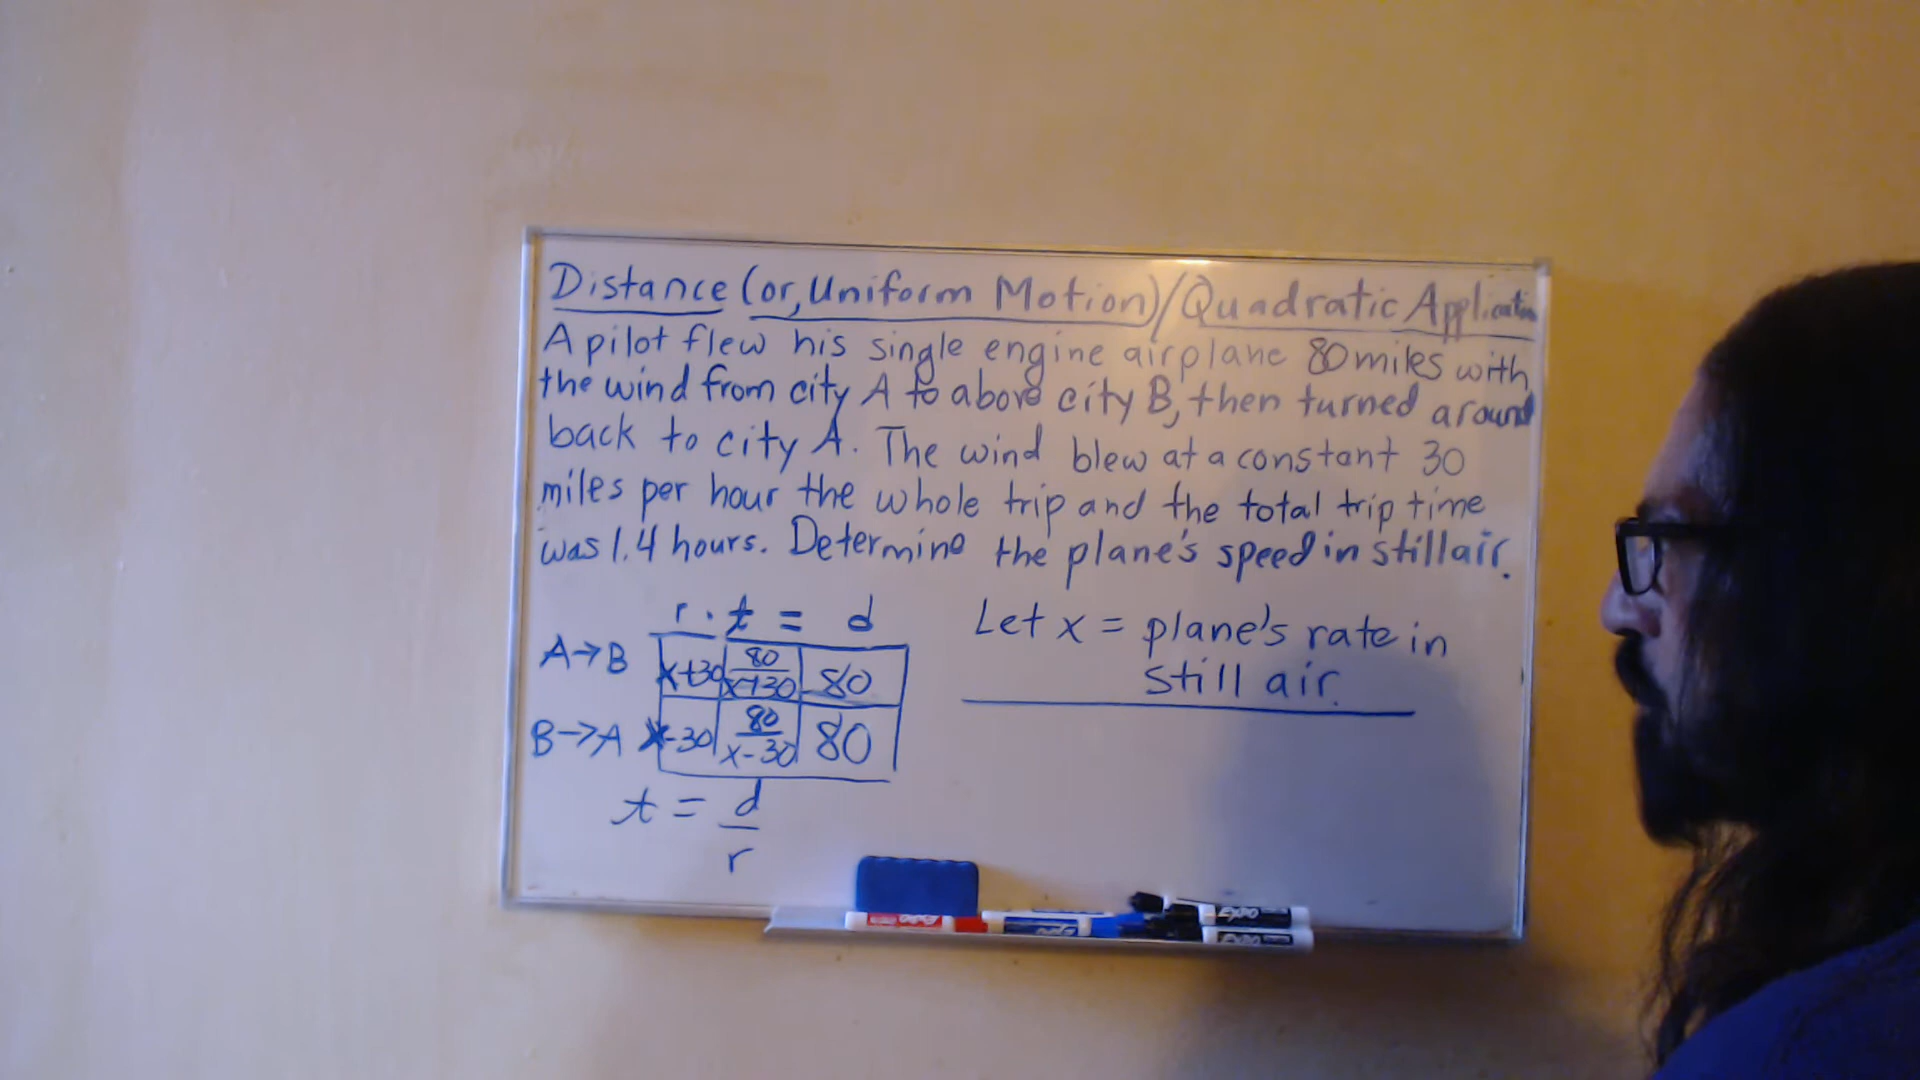 Distance (or, Uniform Motion)/Quadratic Application
A pilot flew his single engine airplane 80 miles with
the wind from city A to above city B, then turned around
back to city A. The wind blew at a constant 30
miles per hour the whole trip and the total trip time
was 1.4 hours. Determine the plane's speed in still air.
r · t = d
A→B x+30 80/(x+30) 80
B→A x-30 80/(x-30) 80
t = d/r
Let x = plane's rate in
still air.
EXPO
EXPO